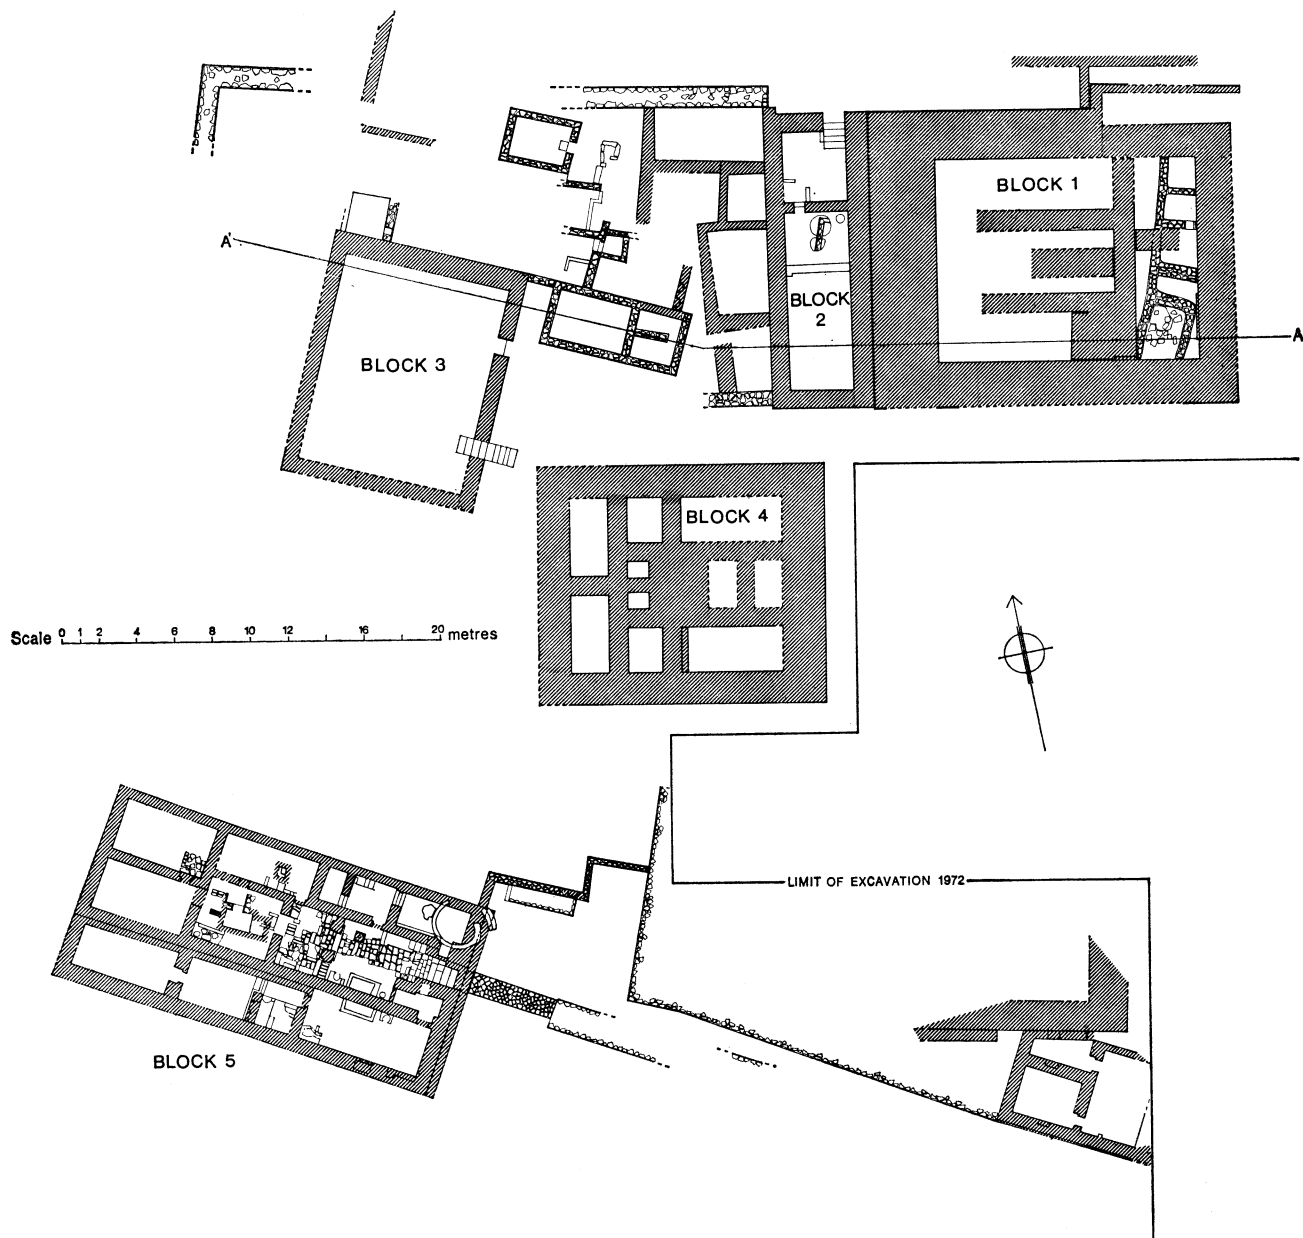 BLOCK 1
A'
BLOCK
2
A
BLOCK 3
BLOCK 4
Scale 0 1 2 4 6 8 10 12 16 20 metres
LIMIT OF EXCAVATION 1972
BLOCK 5